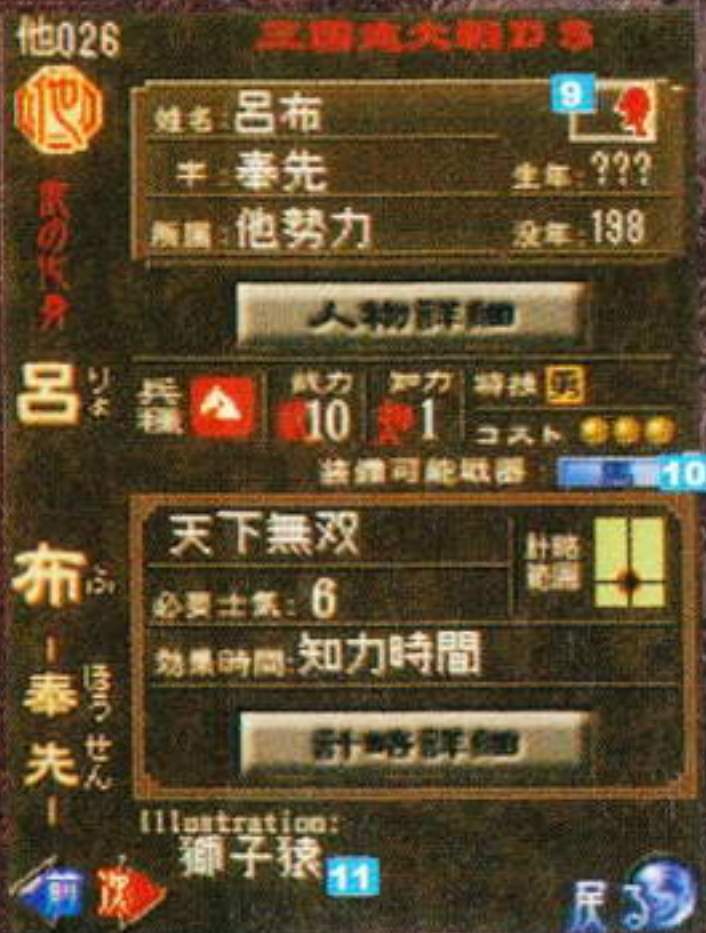 他026
三国志大戦DS
他
姓名:呂布
9
字:奉先
生年:???
所属:他勢力
没年:198
人物詳細
武の化身
呂布
りょふ
-奉先-
ほうせん
兵種
武力
10
知力
1
特技
コスト
装備可能戦器:
10
天下無双
必要士気:6
効果時間:知力時間
計略範囲
計略詳細
Illustration:
獅子猿
11
前
次
戻る